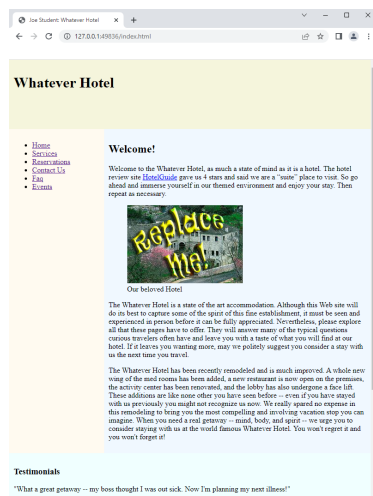 Joe Student: Whatever Hotel
127.0.0.1:49836/index.html
Whatever Hotel
Home
Services
Reservations
Contact Us
Faq
Events
Welcome!
Welcome to the Whatever Hotel, as much a state of mind as it is a hotel. The hotel
review site HotelGuide gave us 4 stars and said we are a "suite" place to visit. So go
ahead and immerse yourself in our themed environment and enjoy your stay. Then
repeat as necessary.
Replace
Me!
Our beloved Hotel
The Whatever Hotel is a state of the art accommodation. Although this Web site will
do its best to capture some of the spirit of this fine establishment, it must be seen and
experienced in person before it can be fully appreciated. Nevertheless, please explore
all that these pages have to offer. They will answer many of the typical questions
curious travelers often have and leave you with a taste of what you will find at our
hotel. If it leaves you wanting more, may we politely suggest you consider a stay with
us the next time you travel.
The Whatever Hotel has been recently remodeled and is much improved. A whole new
wing of the med rooms has been added, a new restaurant is now open on the premises,
the activity center has been renovated, and the lobby has also undergone a face lift.
These additions are like none other you have seen before -- even if you have stayed
with us previously you might not recognize us now. We really spared no expense in
this remodeling to bring you the most compelling and involving vacation stop you can
imagine. When you need a real getaway -- mind, body, and spirit -- we urge you to
consider staying with us at the world famous Whatever Hotel. You won't regret it and
you won't forget it!
Testimonials
"What a great getaway -- my boss thought I was out sick. Now I'm planning my next illness!"